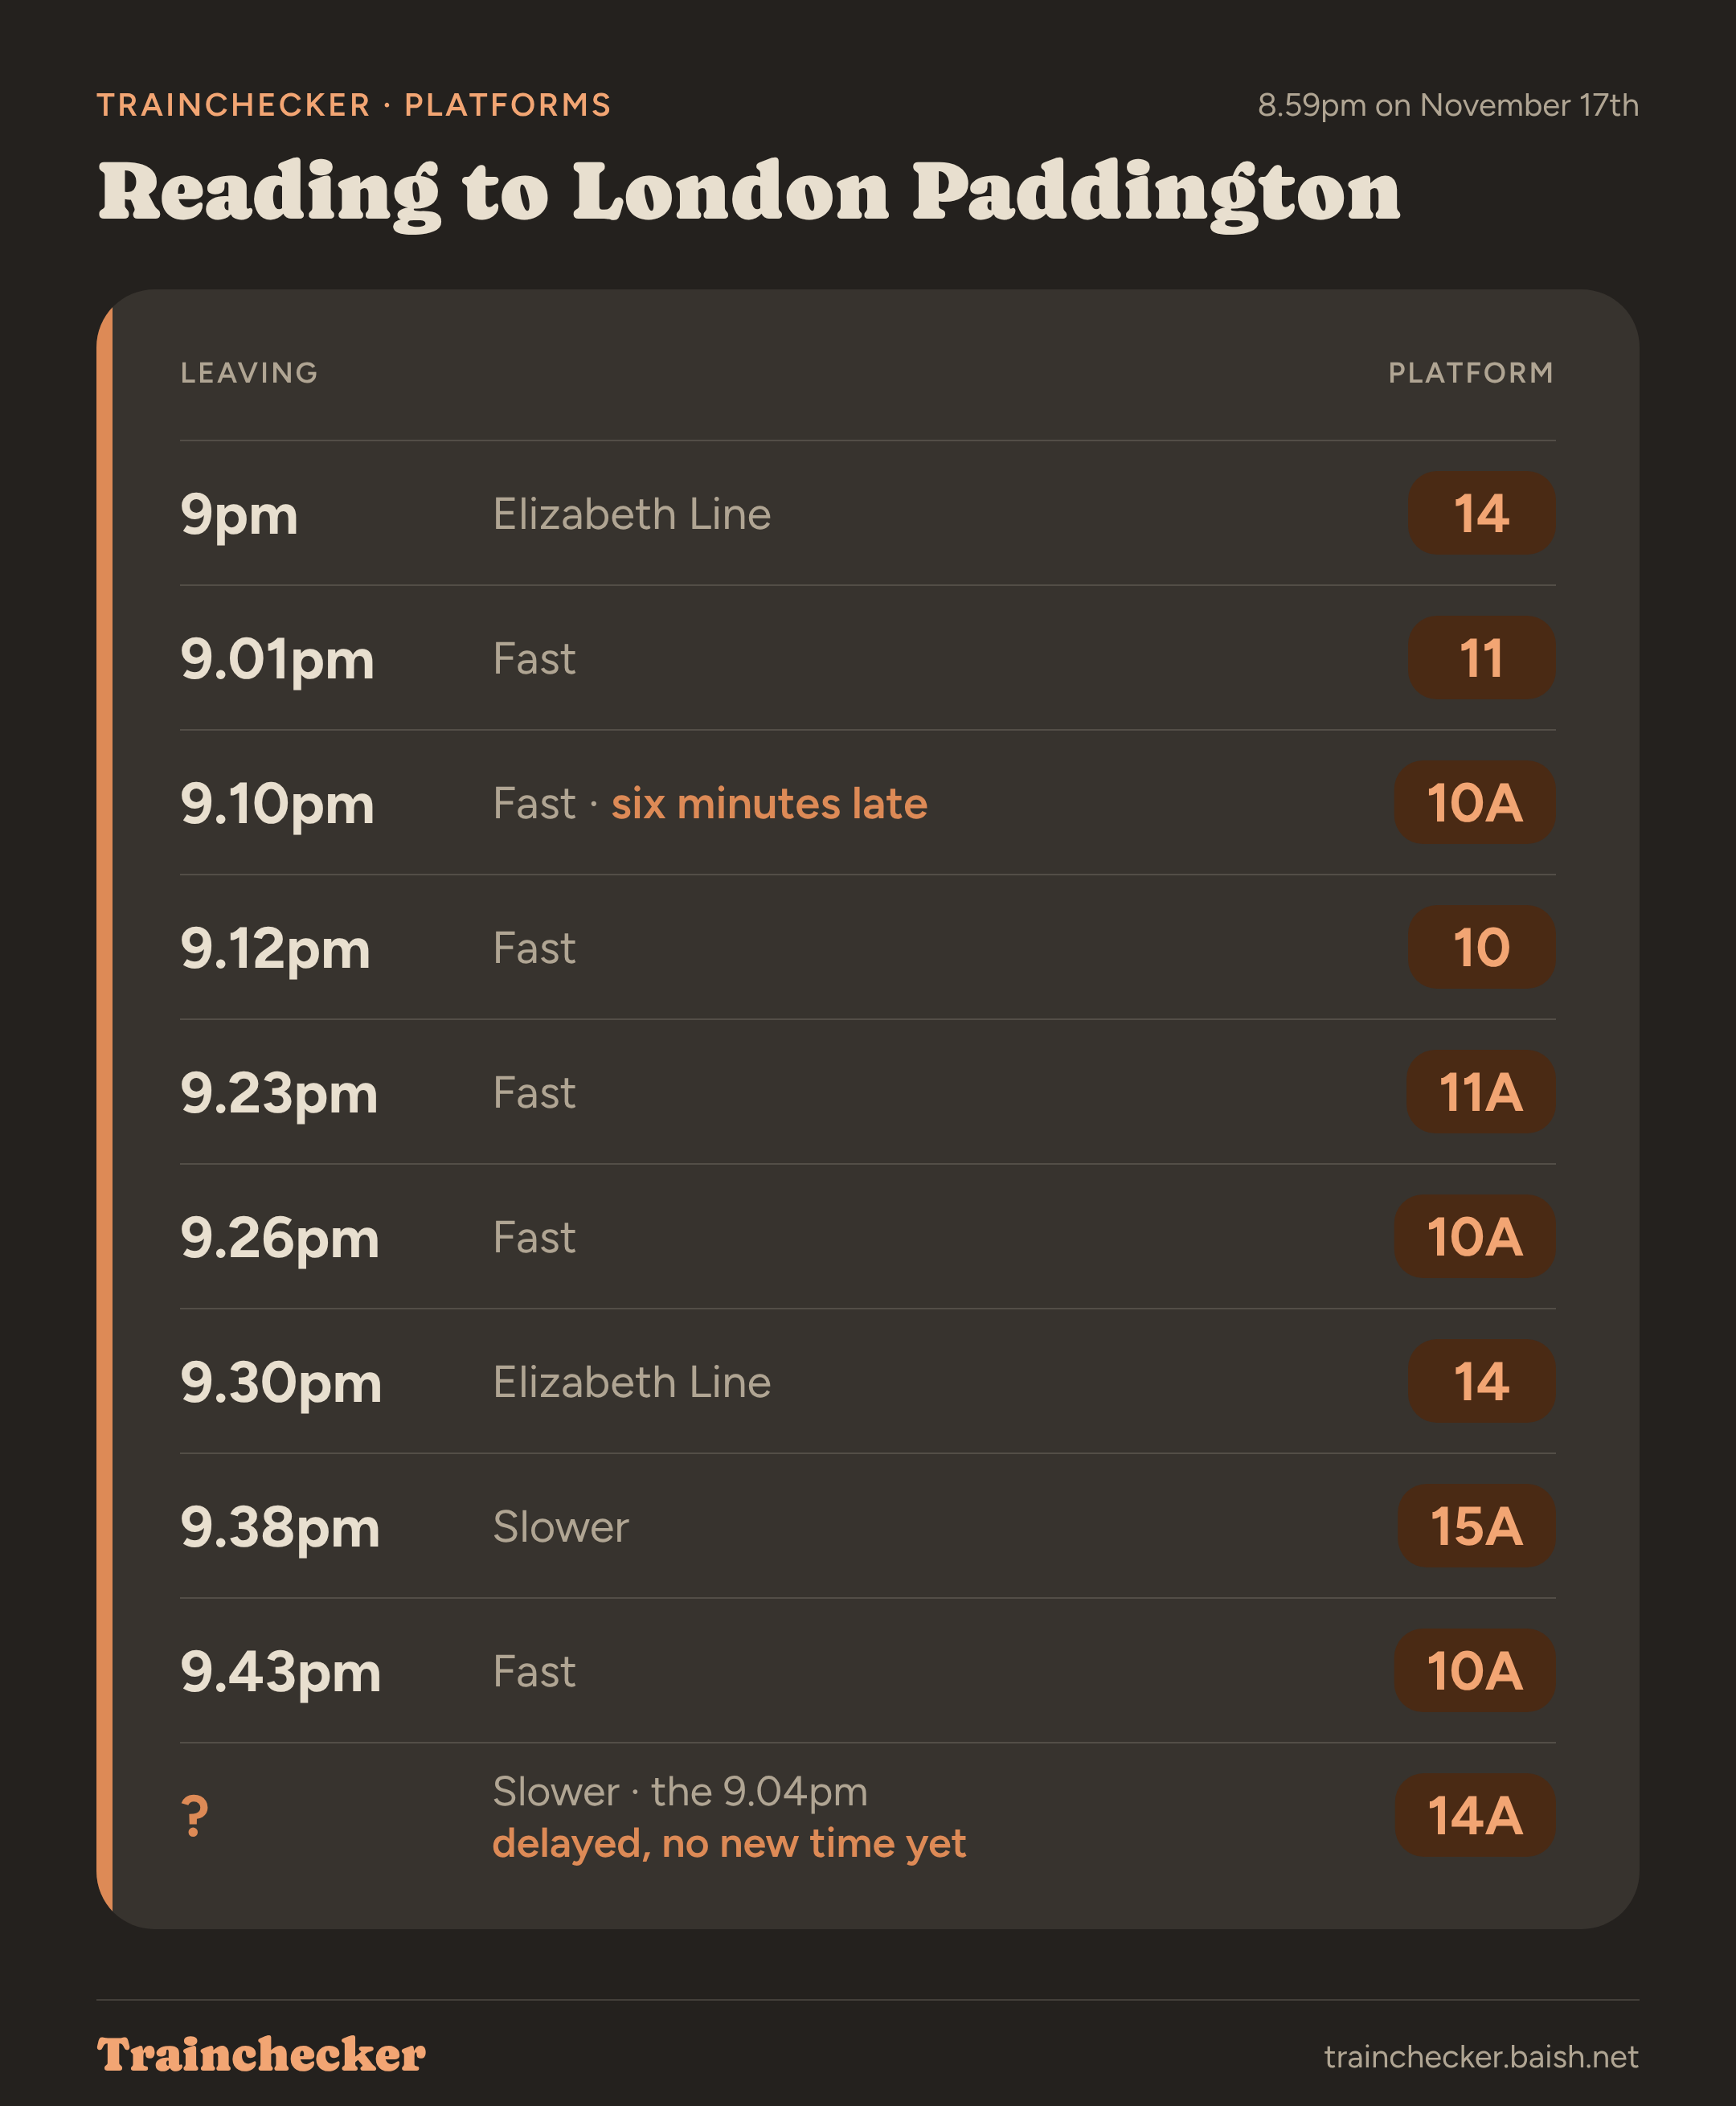 TRAINCHECKER · PLATFORMS
8.59pm on November 17th
Reading to London Paddington
LEAVING PLATFORM
9pm Elizabeth Line 14
9.01pm Fast 11
9.10pm Fast · six minutes late 10A
9.12pm Fast 10
9.23pm Fast 11A
9.26pm Fast 10A
9.30pm Elizabeth Line 14
9.38pm Slower 15A
9.43pm Fast 10A
? Slower · the 9.04pm
delayed, no new time yet 14A
Trainchecker
trainchecker.baish.net